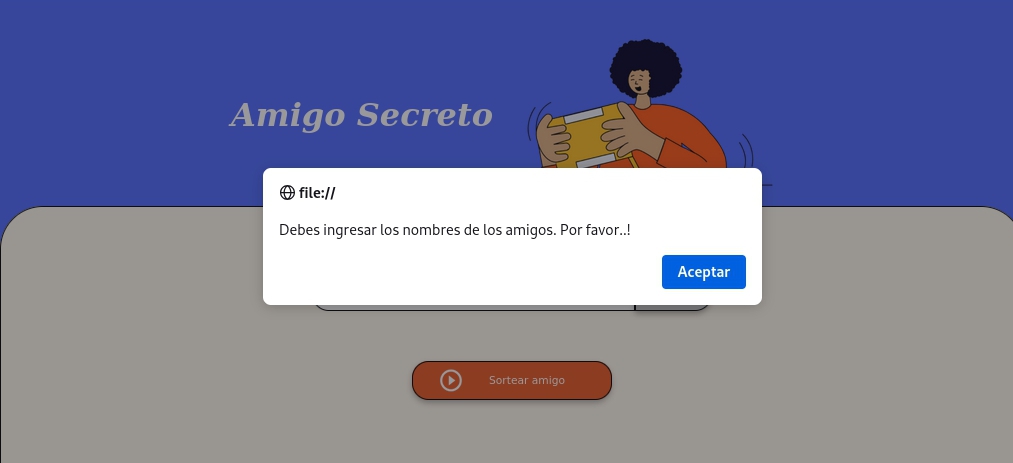 Amigo Secreto
file://
Debes ingresar los nombres de los amigos. Por favor..!
Aceptar
Sortear amigo